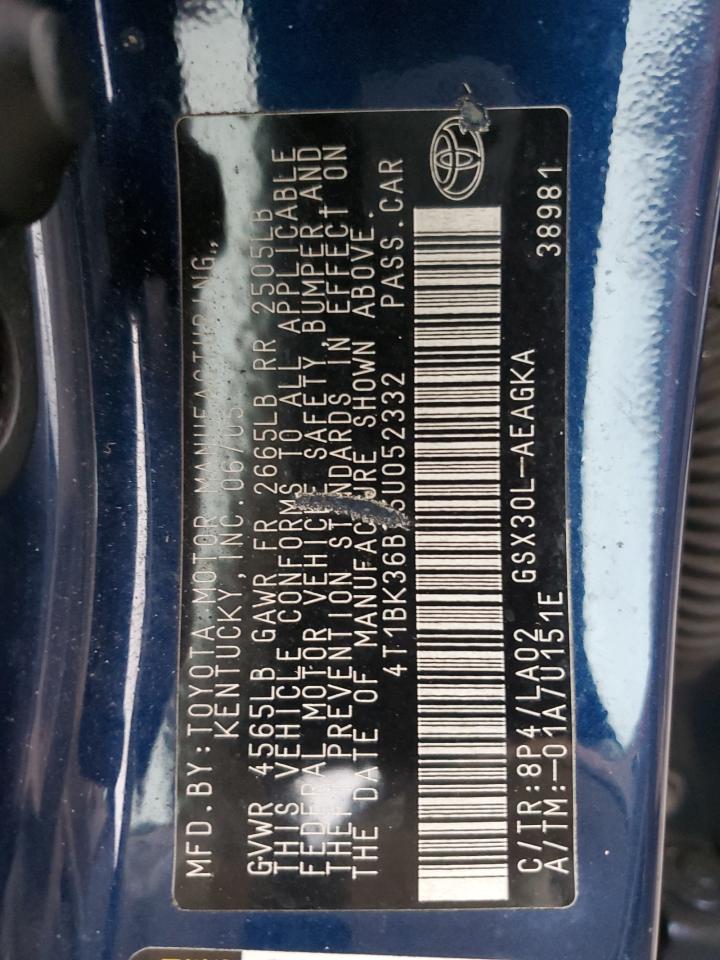 MFD.BY:TOYOTA MOTOR MANUFACTURING,
KENTUCKY, INC. 06/05
GVWR 4565LB GAWR FR 2665LB RR 2505LB
THIS VEHICLE CONFORMS TO ALL APPLICABLE
FEDERAL MOTOR VEHICLE SAFETY, BUMPER AND
THEFT PREVENTION STANDARDS IN EFFECT ON
THE DATE OF MANUFACTURE SHOWN ABOVE.
PASS.CAR
C/TR:8P4/LA02 GSX30L-AEAGKA
A/TM:-01A/U151E 38981